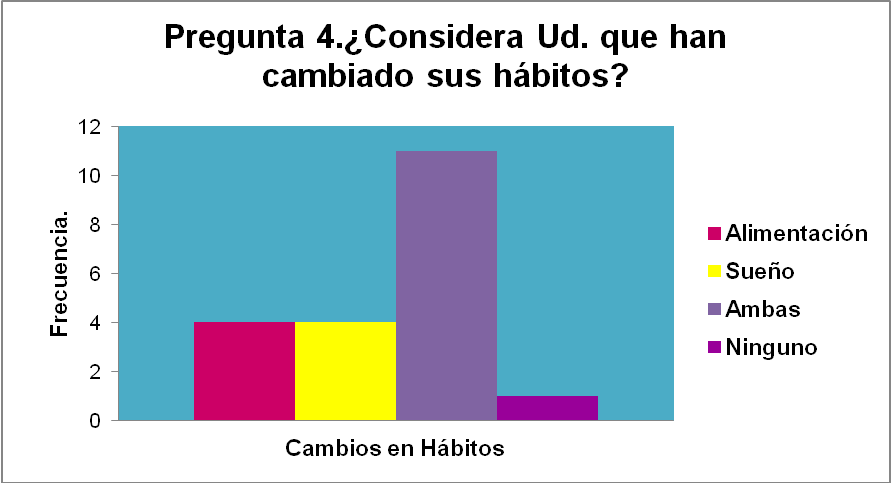 Pregunta 4.¿Considera Ud. que han
cambiado sus hábitos?
12
10
8
6
4
2
0
Frecuencia.
Cambios en Hábitos
Alimentación
Sueño
Ambas
Ninguno